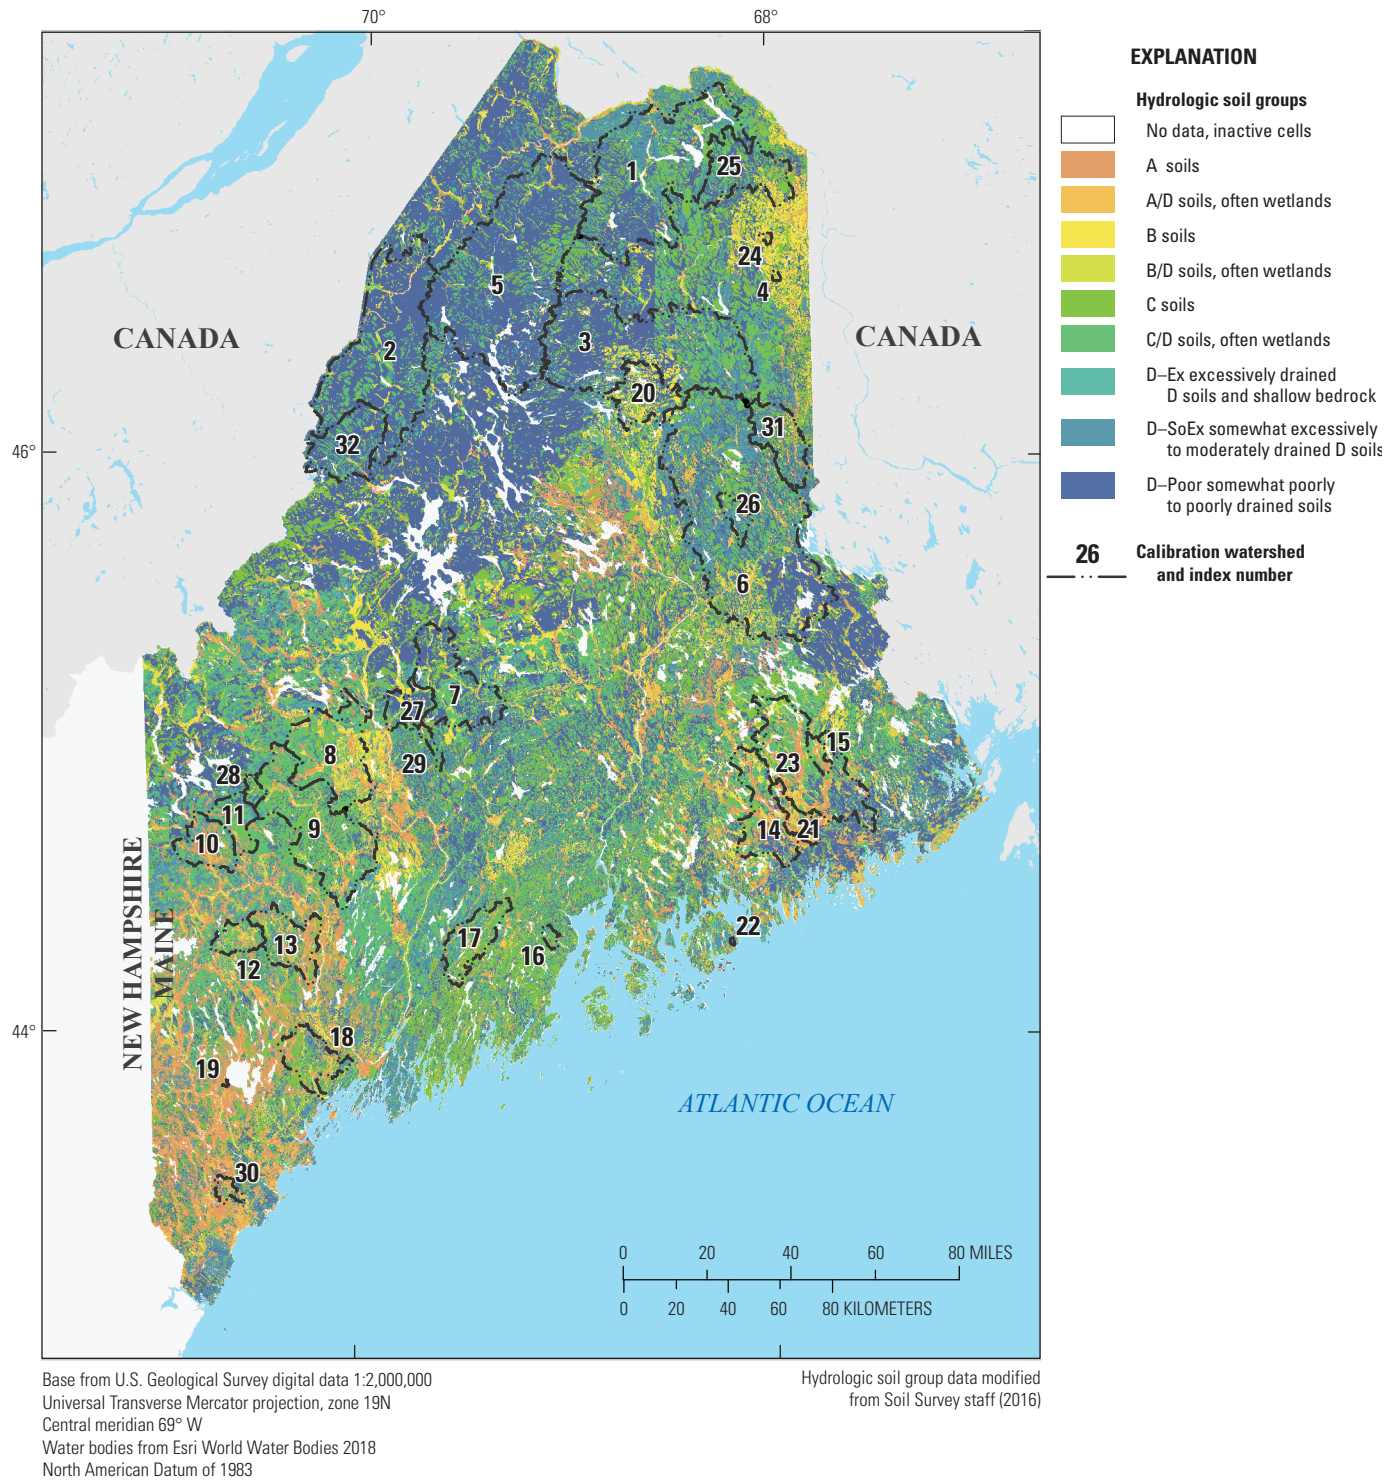 70°
68°
EXPLANATION
Hydrologic soil groups
No data, inactive cells
A soils
A/D soils, often wetlands
B soils
B/D soils, often wetlands
C soils
C/D soils, often wetlands
D–Ex excessively drained
D soils and shallow bedrock
D–SoEx somewhat excessively
to moderately drained D soils
D–Poor somewhat poorly
to poorly drained soils
26
Calibration watershed
and index number
1
25
24
4
5
CANADA
CANADA
3
2
20
31
32
46°
26
6
7
27
15
8
29
23
28
11
9
14
21
10
NEW HAMPSHIRE
MAINE
22
17
13
16
12
44°
18
19
ATLANTIC OCEAN
30
0 20 40 60 80 MILES
0 20 40 60 80 KILOMETERS
Base from U.S. Geological Survey digital data 1:2,000,000
Universal Transverse Mercator projection, zone 19N
Central meridian 69° W
Water bodies from Esri World Water Bodies 2018
North American Datum of 1983
Hydrologic soil group data modified
from Soil Survey staff (2016)